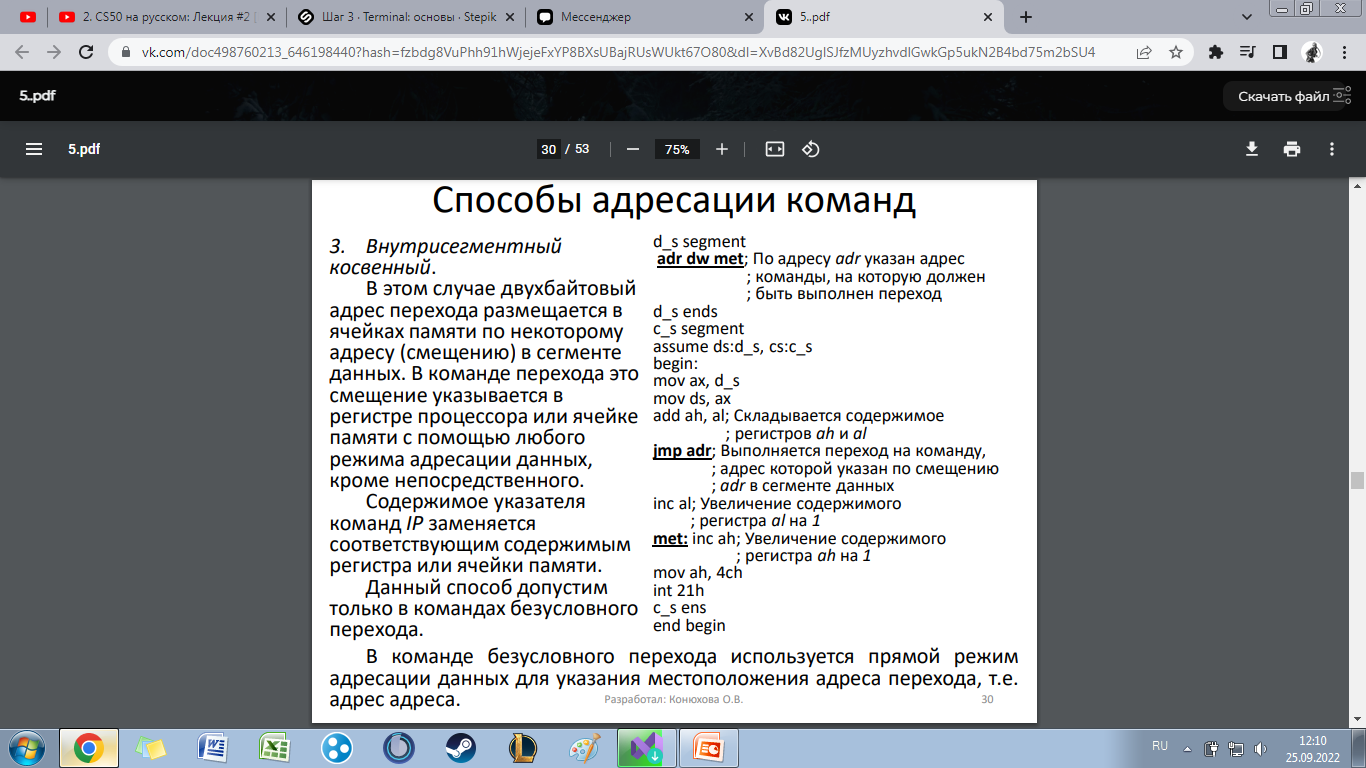 2. CS50 на русском: Лекция #2
Шаг 3 · Terminal: основы · Stepik
Мессенджер
5..pdf
vk.com/doc498760213_646198440?hash=fzbdg8VuPhh91hWjejeFxYP8BXsUBajRUsWUkt67O80&dl=XvBd82UgISJfzMUyzhvdIGwkGp5ukN2B4bd75m2bSU4
5..pdf
Скачать файл
5.pdf
30 / 53
75%
Способы адресации команд
3. Внутрисегментный
косвенный.
В этом случае двухбайтовый
адрес перехода размещается в
ячейках памяти по некоторому
адресу (смещению) в сегменте
данных. В команде перехода это
смещение указывается в
регистре процессора или ячейке
памяти с помощью любого
режима адресации данных,
кроме непосредственного.
Содержимое указателя
команд IP заменяется
соответствующим содержимым
регистра или ячейки памяти.
Данный способ допустим
только в командах безусловного
перехода.
d_s segment
adr dw met; По адресу adr указан адрес
; команды, на которую должен
; быть выполнен переход
d_s ends
c_s segment
assume ds:d_s, cs:c_s
begin:
mov ax, d_s
mov ds, ax
add ah, al; Складывается содержимое
; регистров ah и al
jmp adr; Выполняется переход на команду,
; адрес которой указан по смещению
; adr в сегменте данных
inc al; Увеличение содержимого
; регистра al на 1
met: inc ah; Увеличение содержимого
; регистра ah на 1
mov ah, 4ch
int 21h
c_s ens
end begin
В команде безусловного перехода используется прямой режим
адресации данных для указания местоположения адреса перехода, т.е.
адрес адреса.
Разработал: Конюхова О.В.
30
RU
12:10
25.09.2022